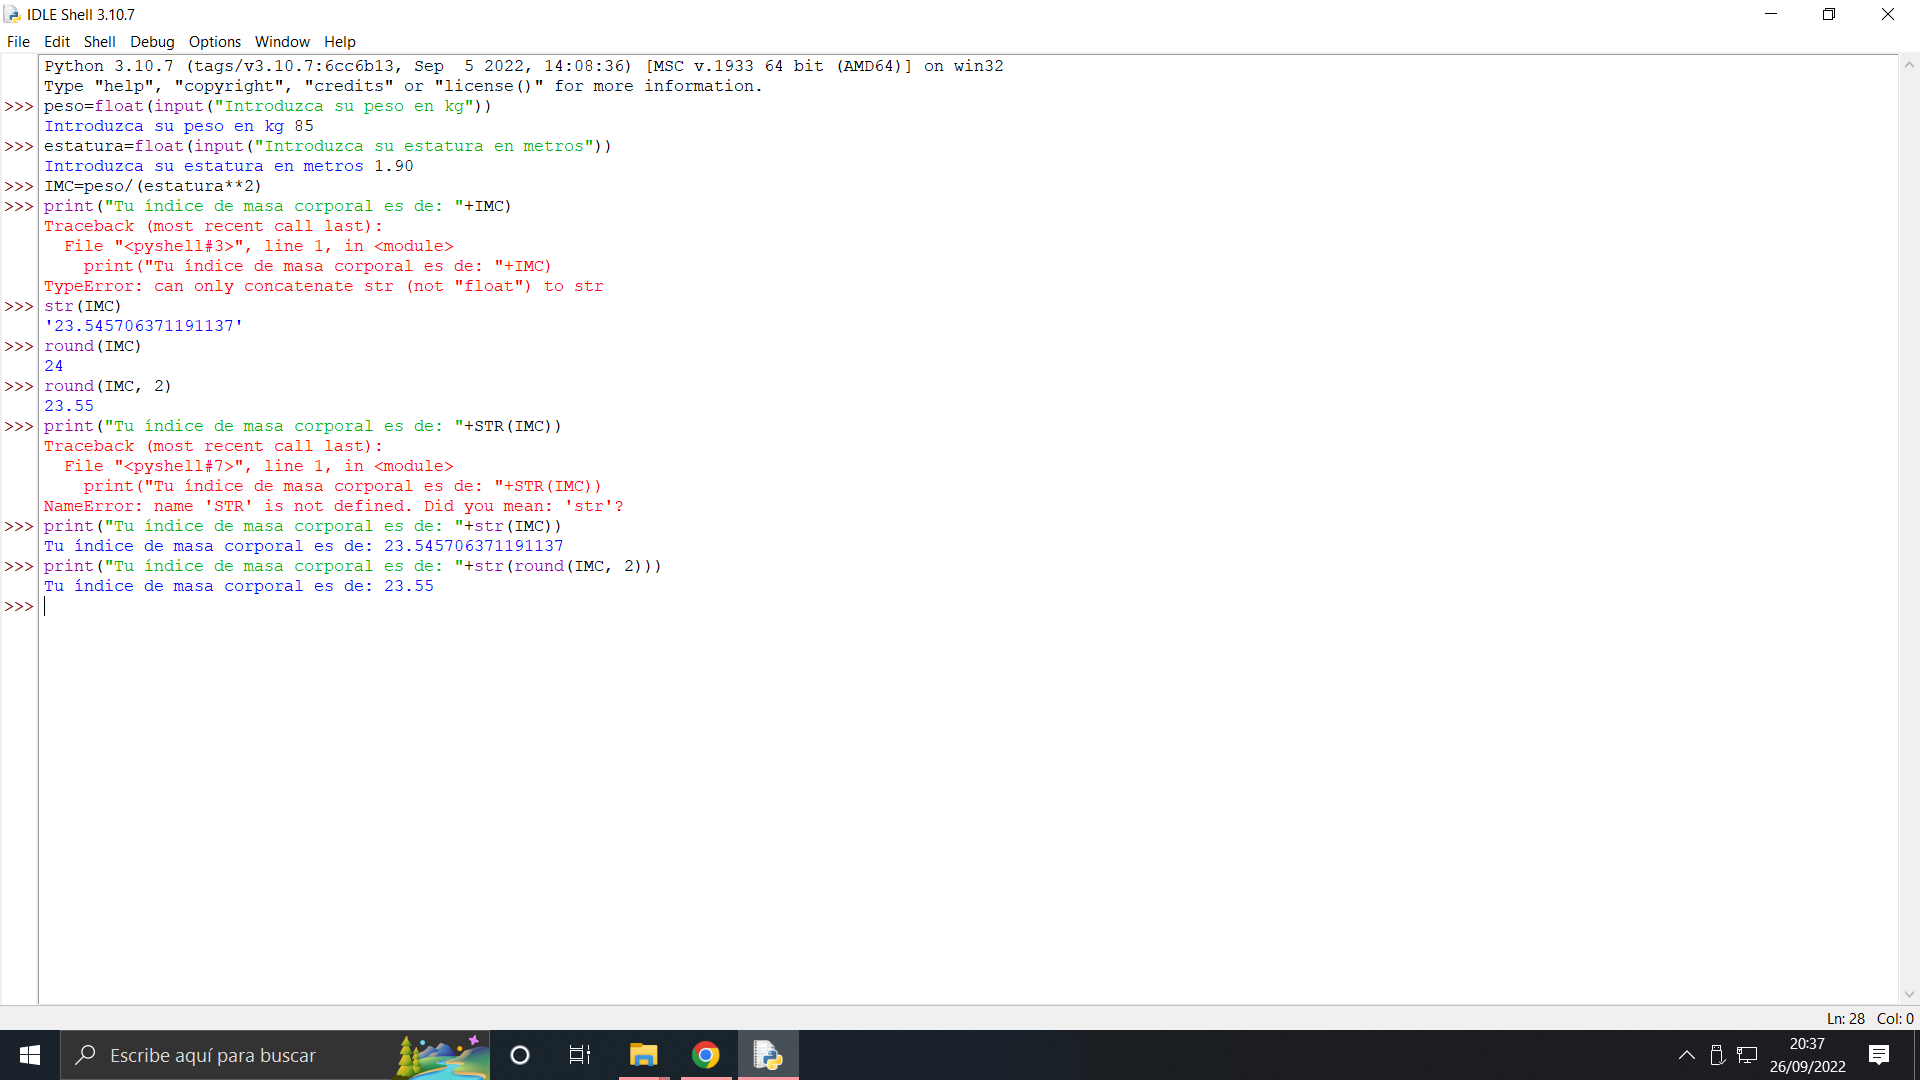 IDLE Shell 3.10.7
File Edit Shell Debug Options Window Help
Python 3.10.7 (tags/v3.10.7:6cc6b13, Sep  5 2022, 14:08:36) [MSC v.1933 64 bit (AMD64)] on win32
Type "help", "copyright", "credits" or "license()" for more information.
>>> peso=float(input("Introduzca su peso en kg"))
Introduzca su peso en kg 85
>>> estatura=float(input("Introduzca su estatura en metros"))
Introduzca su estatura en metros 1.90
>>> IMC=peso/(estatura**2)
>>> print("Tu índice de masa corporal es de: "+IMC)
Traceback (most recent call last):
  File "<pyshell#3>", line 1, in <module>
    print("Tu índice de masa corporal es de: "+IMC)
TypeError: can only concatenate str (not "float") to str
>>> str(IMC)
'23.545706371191137'
>>> round(IMC)
24
>>> round(IMC, 2)
23.55
>>> print("Tu índice de masa corporal es de: "+STR(IMC))
Traceback (most recent call last):
  File "<pyshell#7>", line 1, in <module>
    print("Tu índice de masa corporal es de: "+STR(IMC))
NameError: name 'STR' is not defined. Did you mean: 'str'?
>>> print("Tu índice de masa corporal es de: "+str(IMC))
Tu índice de masa corporal es de: 23.545706371191137
>>> print("Tu índice de masa corporal es de: "+str(round(IMC, 2)))
Tu índice de masa corporal es de: 23.55
>>>
Ln: 28 Col: 0
Escribe aquí para buscar
20:37
26/09/2022